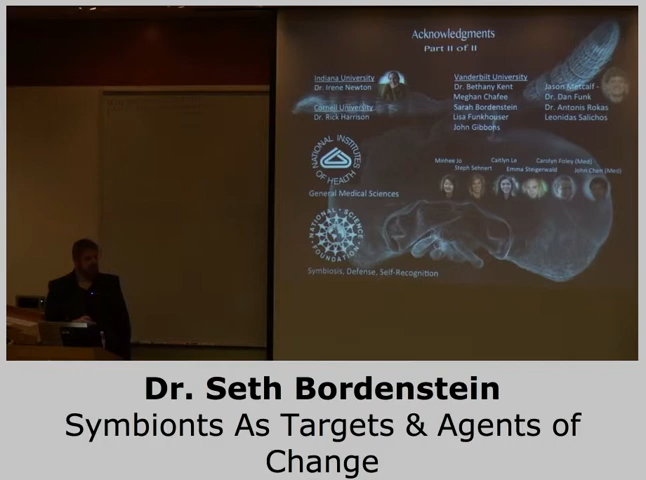 Acknowledgments
Part II of II
Indiana University
Dr. Irene Newton
Cornell University
Dr. Rick Harrison
Vanderbilt University
Dr. Bethany Kent
Meghan Chafee
Sarah Bordenstein
Lisa Funkhouser
John Gibbons
Jason Metcalf -
Dr. Dan Funk
Dr. Antonis Rokas
Leonidas Salichos
NATIONAL INSTITUTES
OF HEALTH
General Medical Sciences
Meihee Jo
Steph Sehnert
Caitlyn Le
Emma Steigerwald
Carolyn Foley (Med)
John Chen (Med)
NATIONAL SCIENCE
FOUNDATION
Symbiosis, Defense, Self-Recognition
Dr. Seth Bordenstein
Symbionts As Targets & Agents of
Change